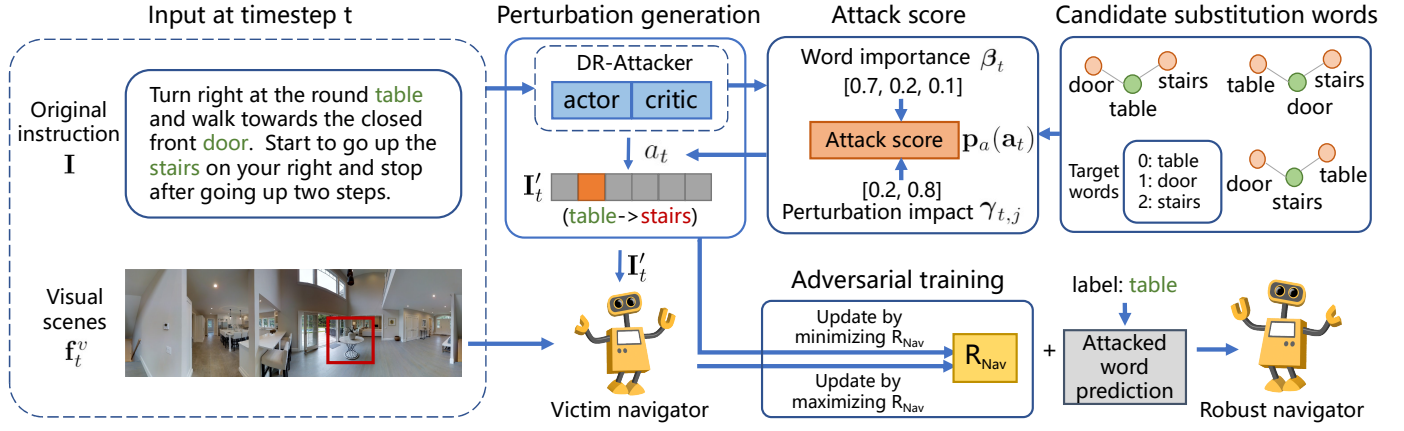 Input at timestep t
Original
instruction
I
Turn right at the round table
and walk towards the closed
front door. Start to go up the
stairs on your right and stop
after going up two steps.
Visual
scenes
f_t^v
Perturbation generation
DR-Attacker
actor critic
a_t
I'_t
(table->stairs)
I'_t
Victim navigator
Attack score
Word importance β_t
[0.7, 0.2, 0.1]
Attack score p_a(a_t)
[0.2, 0.8]
Perturbation impact γ_{t,j}
Candidate substitution words
door stairs
table
table stairs
door
Target
words
0: table
1: door
2: stairs
door table
stairs
Adversarial training
Update by
minimizing R_Nav
R_Nav
Update by
maximizing R_Nav
+
label: table
Attacked
word
prediction
Robust navigator